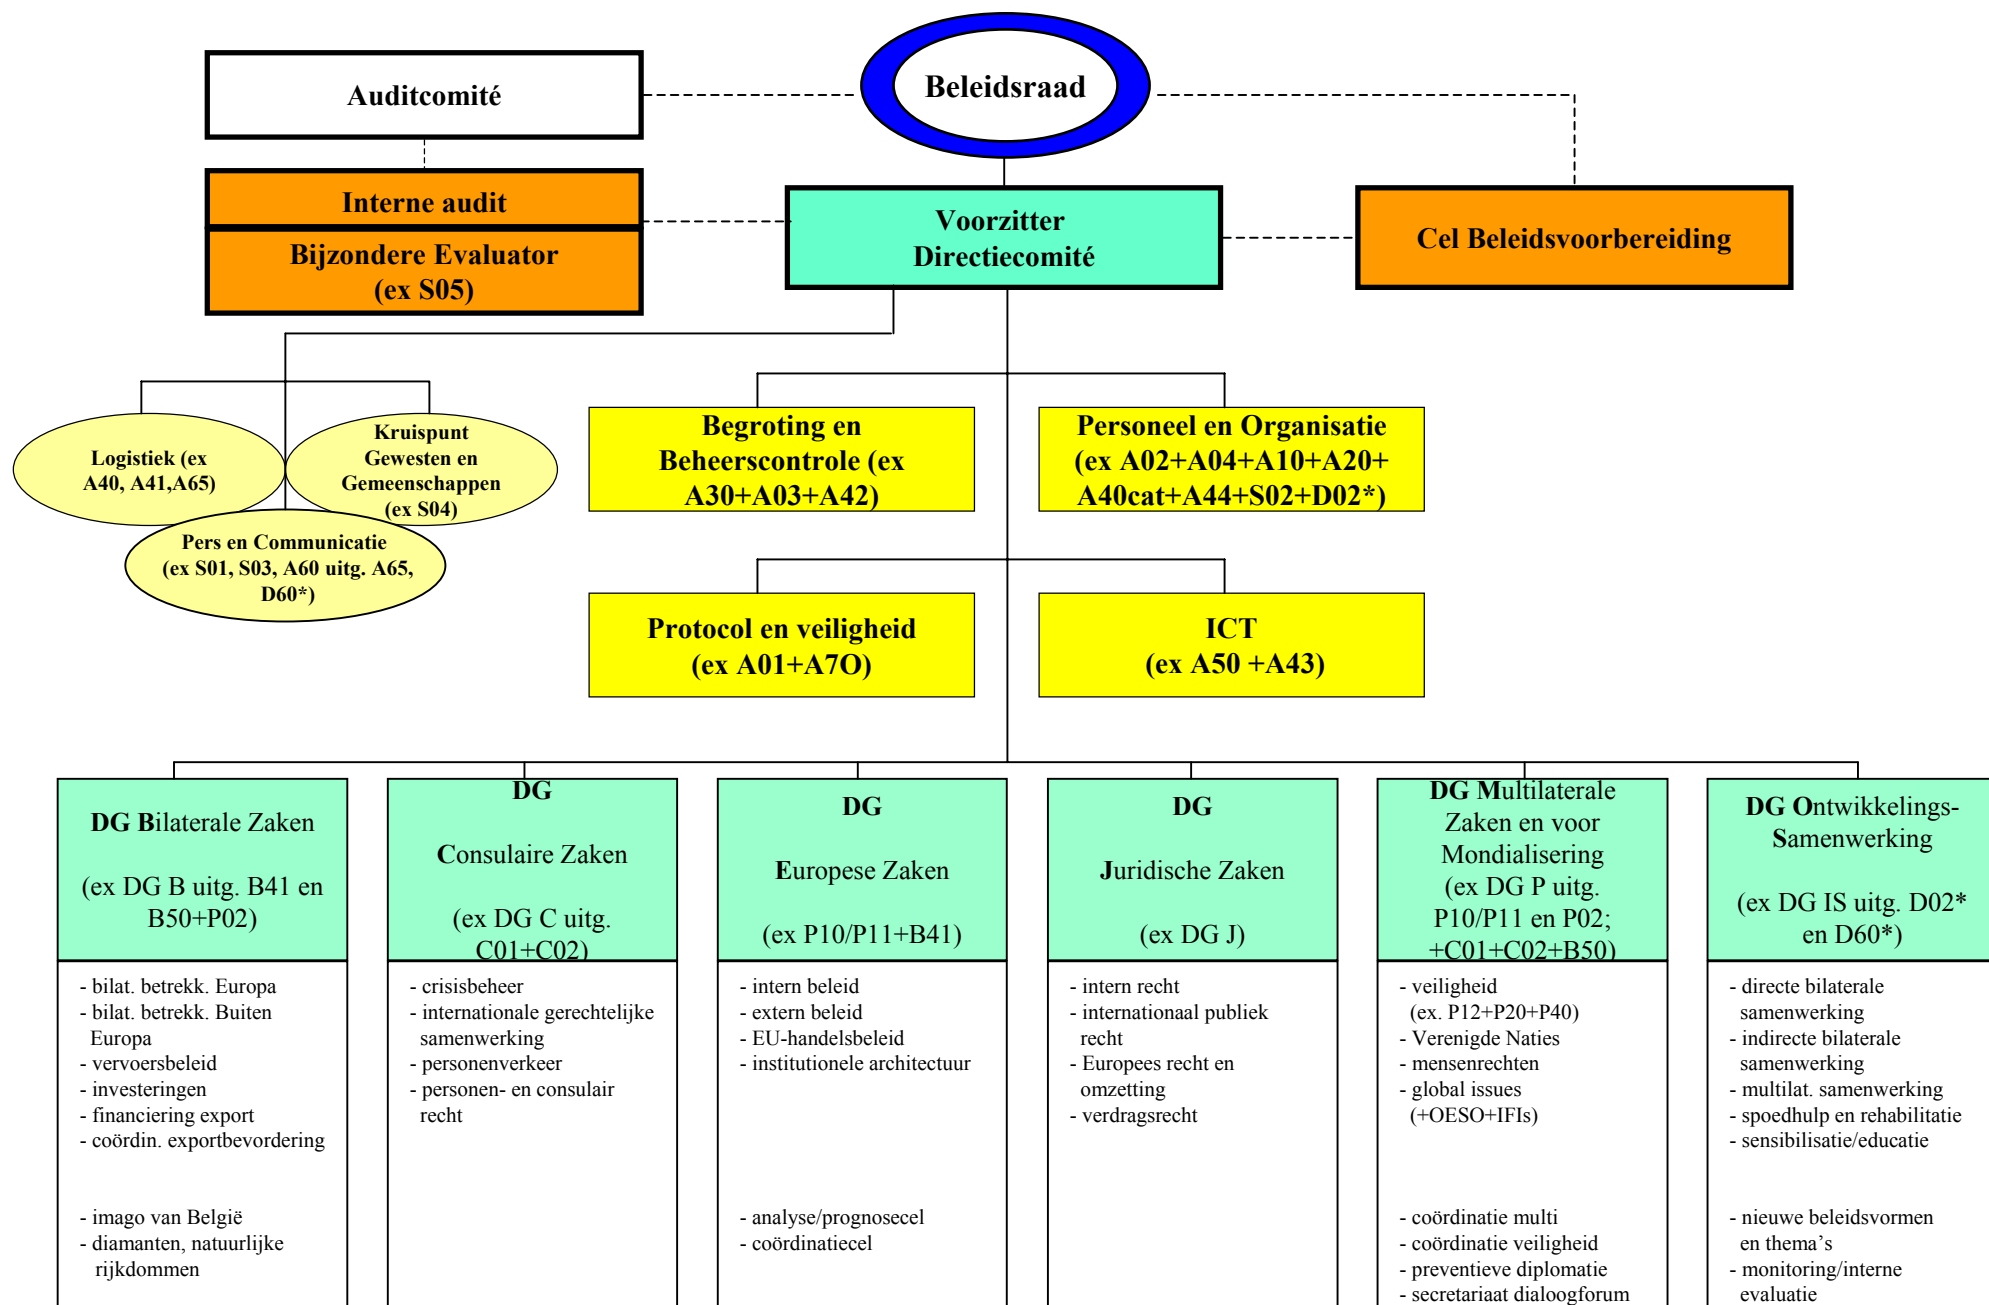 Auditcomité
Beleidsraad
Interne audit
Bijzondere Evaluator
(ex S05)
Voorzitter
Directiecomité
Cel Beleidsvoorbereiding
Logistiek (ex
A40, A41,A65)
Kruispunt
Gewesten en
Gemeenschappen
(ex S04)
Pers en Communicatie
(ex S01, S03, A60 uitg. A65,
D60*)
Begroting en
Beheerscontrole (ex
A30+A03+A42)
Personeel en Organisatie
(ex A02+A04+A10+A20+
A40cat+A44+S02+D02*)
Protocol en veiligheid
(ex A01+A7O)
ICT
(ex A50 +A43)
DG Bilaterale Zaken
(ex DG B uitg. B41 en
B50+P02)
- bilat. betrekk. Europa
- bilat. betrekk. Buiten
Europa
- vervoersbeleid
- investeringen
- financiering export
- coördin. exportbevordering
- imago van België
- diamanten, natuurlijke
rijkdommen
DG
Consulaire Zaken
(ex DG C uitg.
C01+C02)
- crisisbeheer
- internationale gerechtelijke
samenwerking
- personenverkeer
- personen- en consulair
recht
DG
Europese Zaken
(ex P10/P11+B41)
- intern beleid
- extern beleid
- EU-handelsbeleid
- institutionele architectuur
- analyse/prognosecel
- coördinatiecel
DG
Juridische Zaken
(ex DG J)
- intern recht
- internationaal publiek
recht
- Europees recht en
omzetting
- verdragsrecht
DG Multilaterale
Zaken en voor
Mondialisering
(ex DG P uitg.
P10/P11 en P02;
+C01+C02+B50)
- veiligheid
(ex. P12+P20+P40)
- Verenigde Naties
- mensenrechten
- global issues
(+OESO+IFIs)
- coördinatie multi
- coördinatie veiligheid
- preventieve diplomatie
- secretariaat dialoogforum
DG Ontwikkelings-
Samenwerking
(ex DG IS uitg. D02*
en D60*)
- directe bilaterale
samenwerking
- indirecte bilaterale
samenwerking
- multilat. samenwerking
- spoedhulp en rehabilitatie
- sensibilisatie/educatie
- nieuwe beleidsvormen
en thema’s
- monitoring/interne
evaluatie